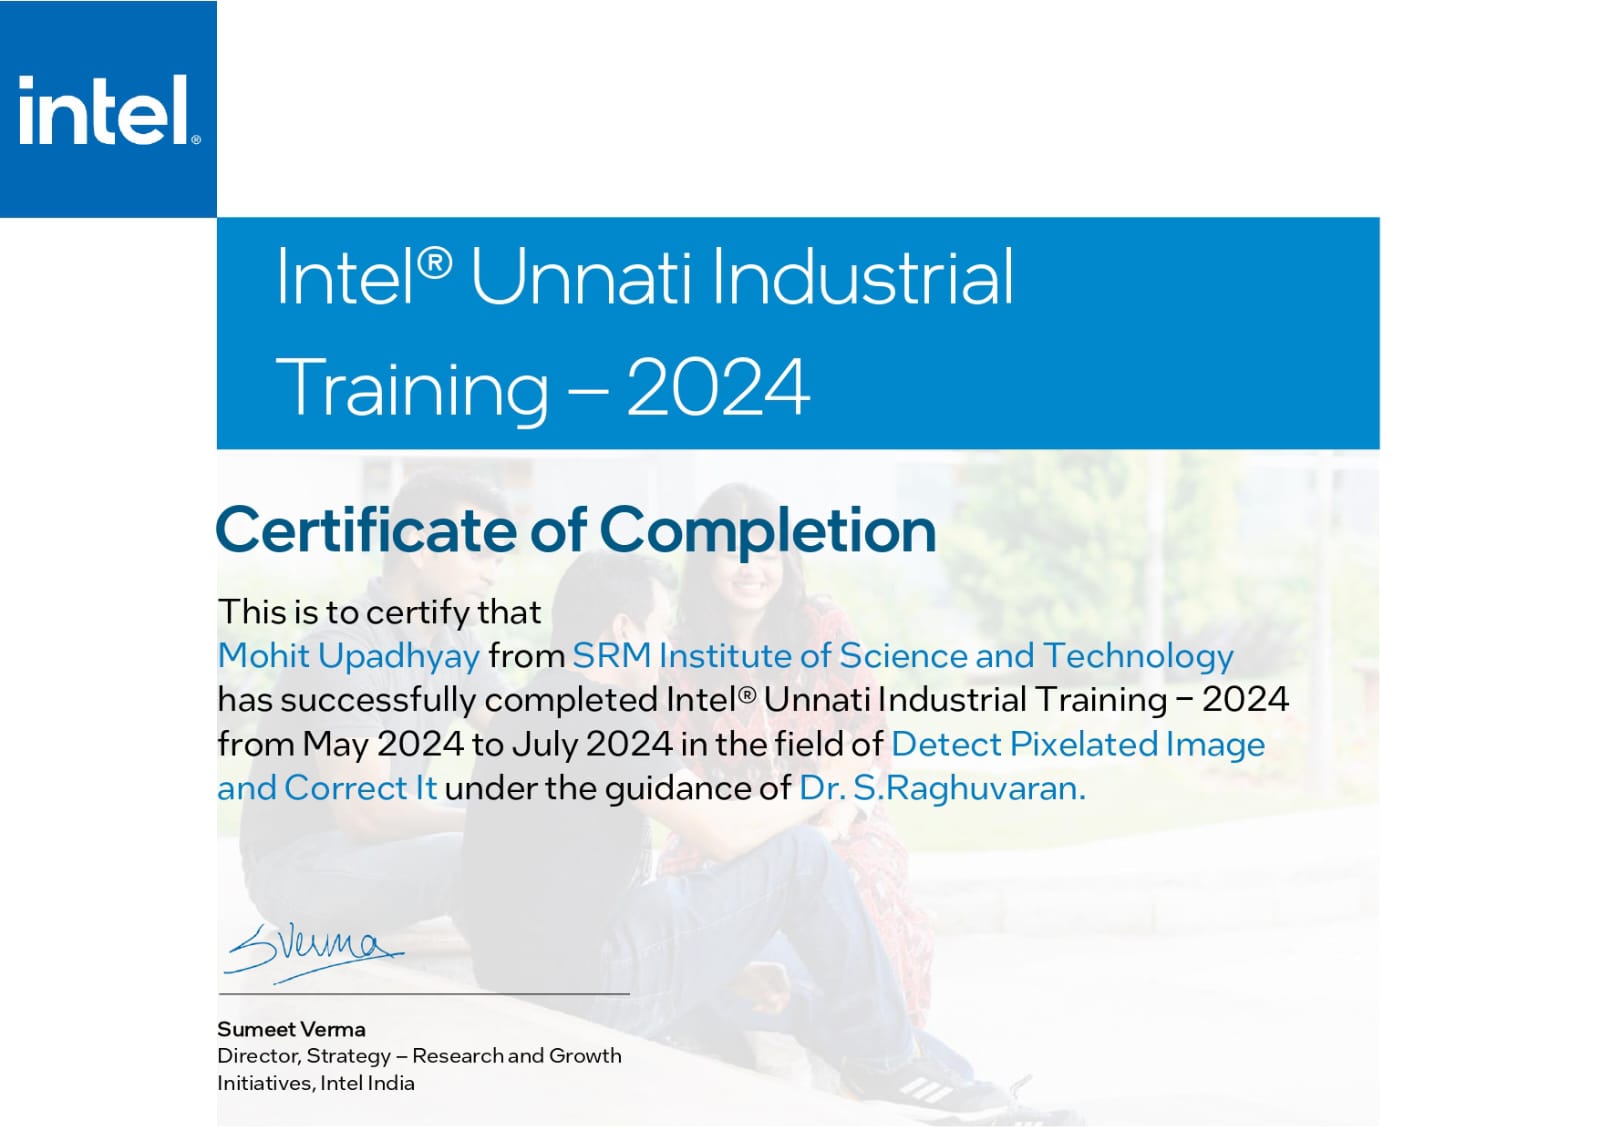 intel®
Intel® Unnati Industrial
Training – 2024
Certificate of Completion
This is to certify that
Mohit Upadhyay from SRM Institute of Science and Technology
has successfully completed Intel® Unnati Industrial Training – 2024
from May 2024 to July 2024 in the field of Detect Pixelated Image
and Correct It under the guidance of Dr. S.Raghuvaran.
SVerma
Sumeet Verma
Director, Strategy – Research and Growth
Initiatives, Intel India